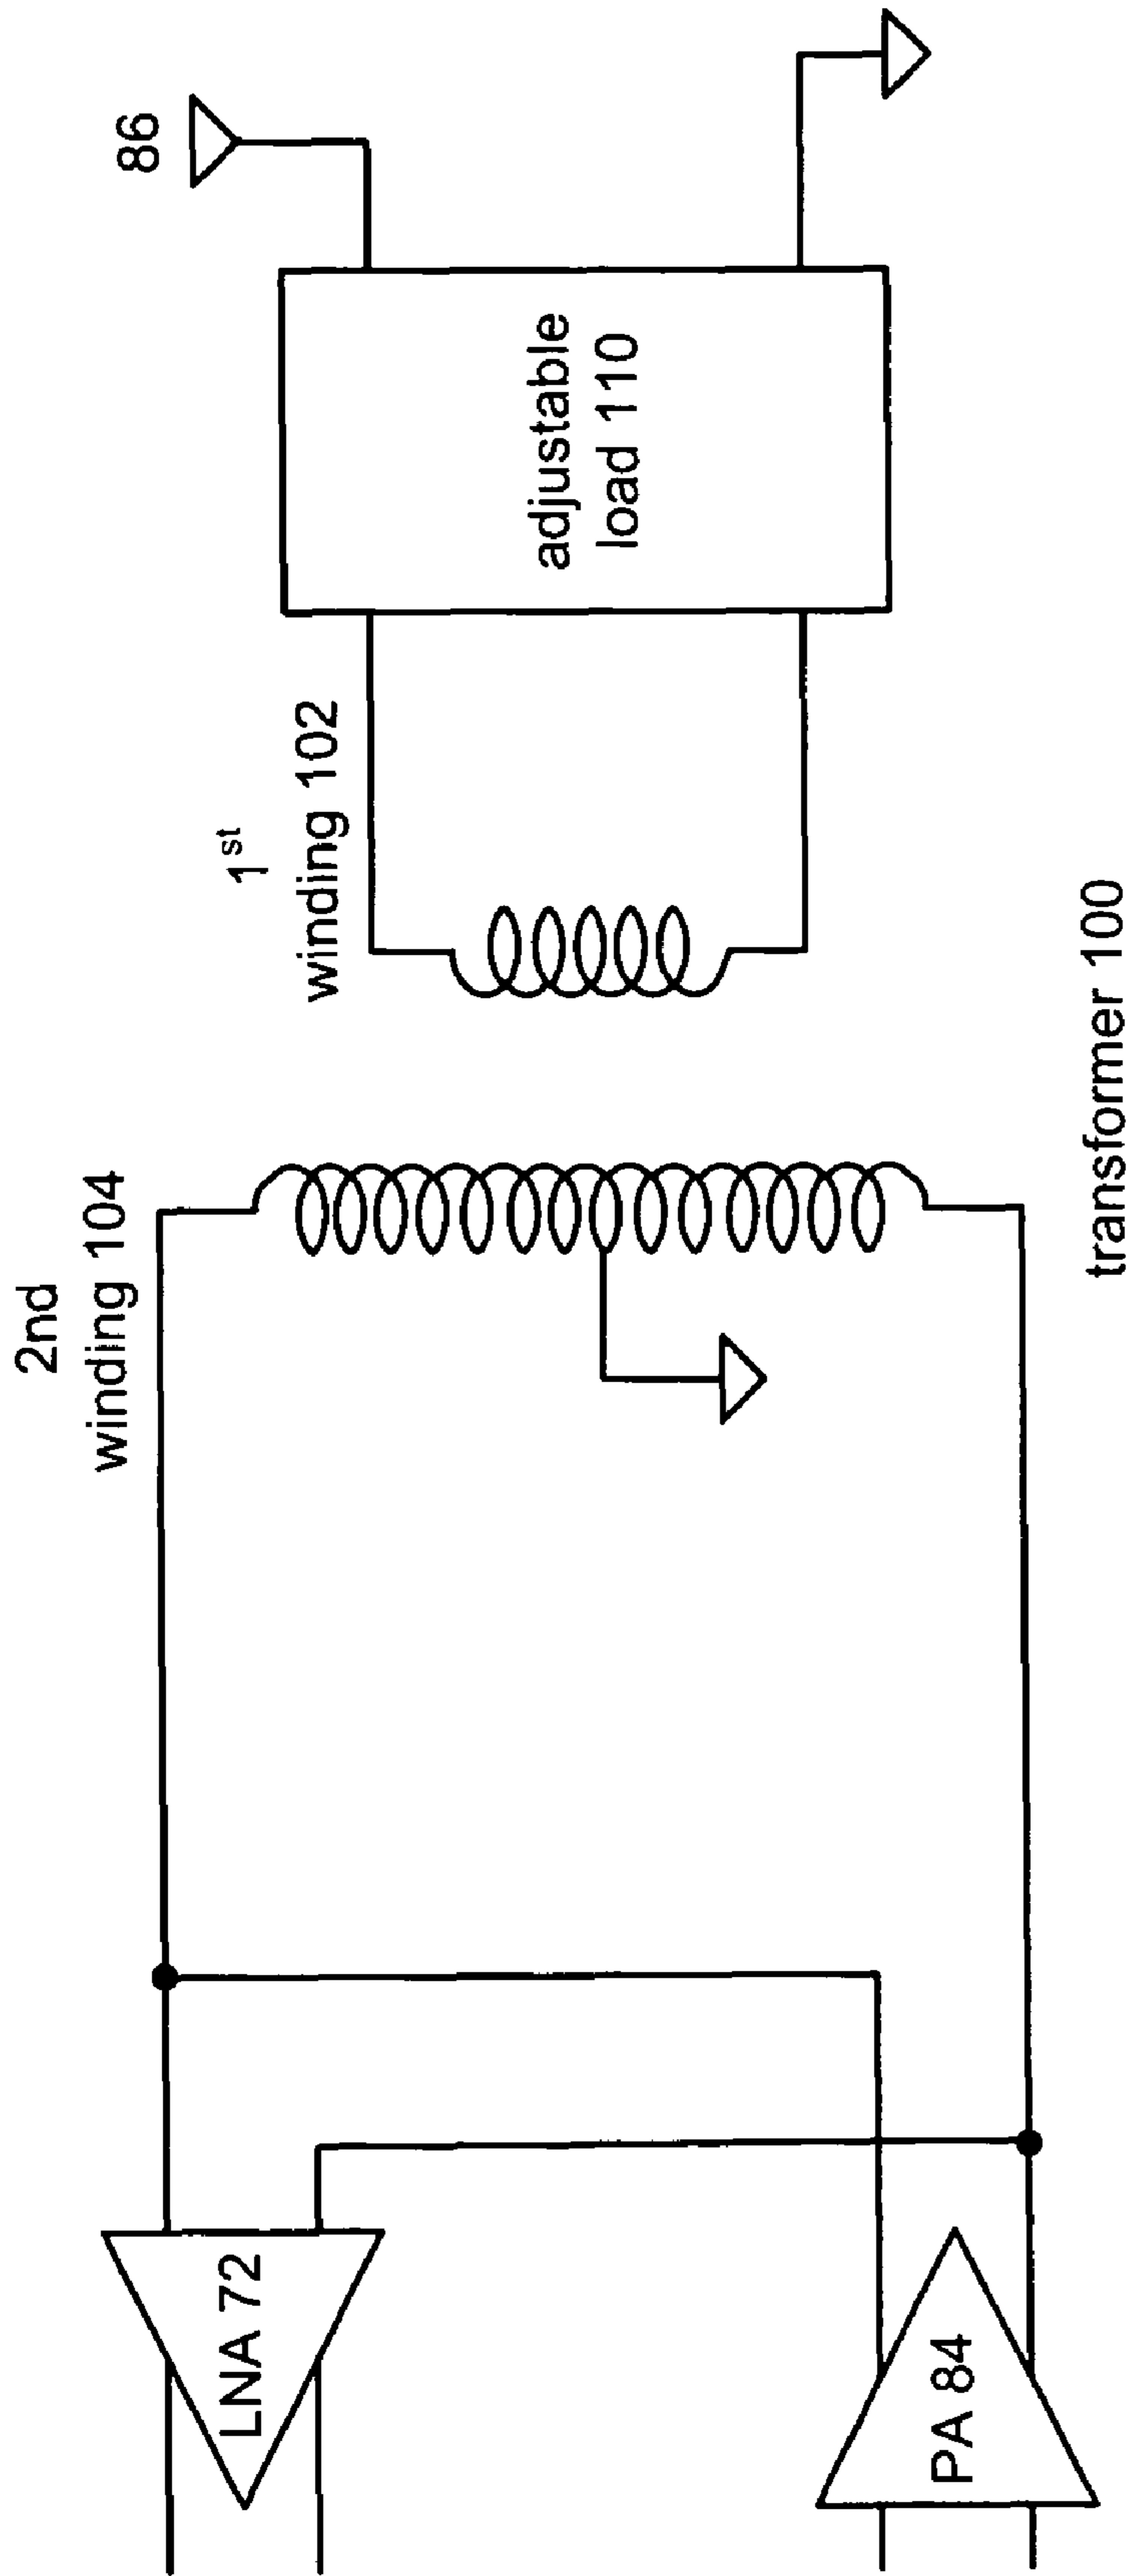 2nd
winding 104
1st
winding 102
86
adjustable
load 110
LNA 72
PA 84
transformer 100